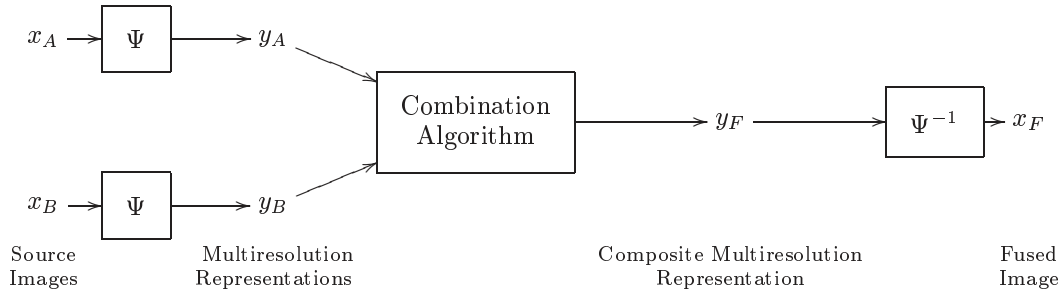 x_A Ψ y_A
Combination
Algorithm
y_F Ψ^{-1} x_F
x_B Ψ y_B
Source
Images
Multiresolution
Representations
Composite Multiresolution
Representation
Fused
Image